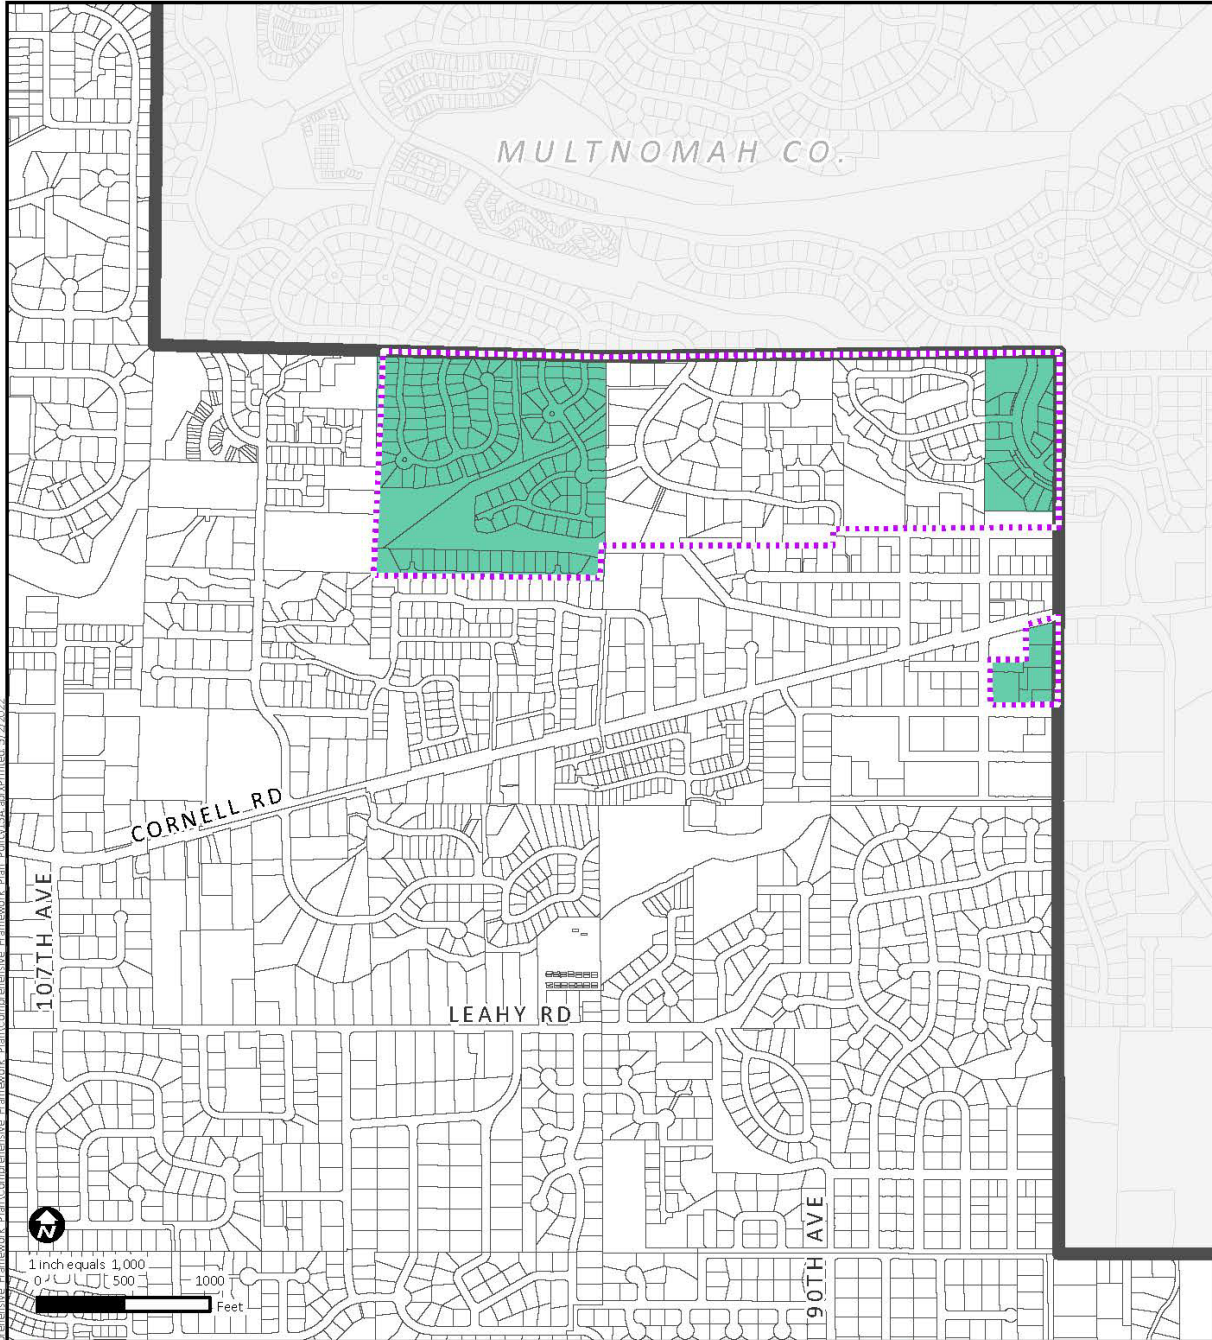 MULTNOMAH CO.
CORNELL RD
107TH AVE
LEAHY RD
90TH AVE
N
1 inch equals 1,000
0 500 1000
Feet